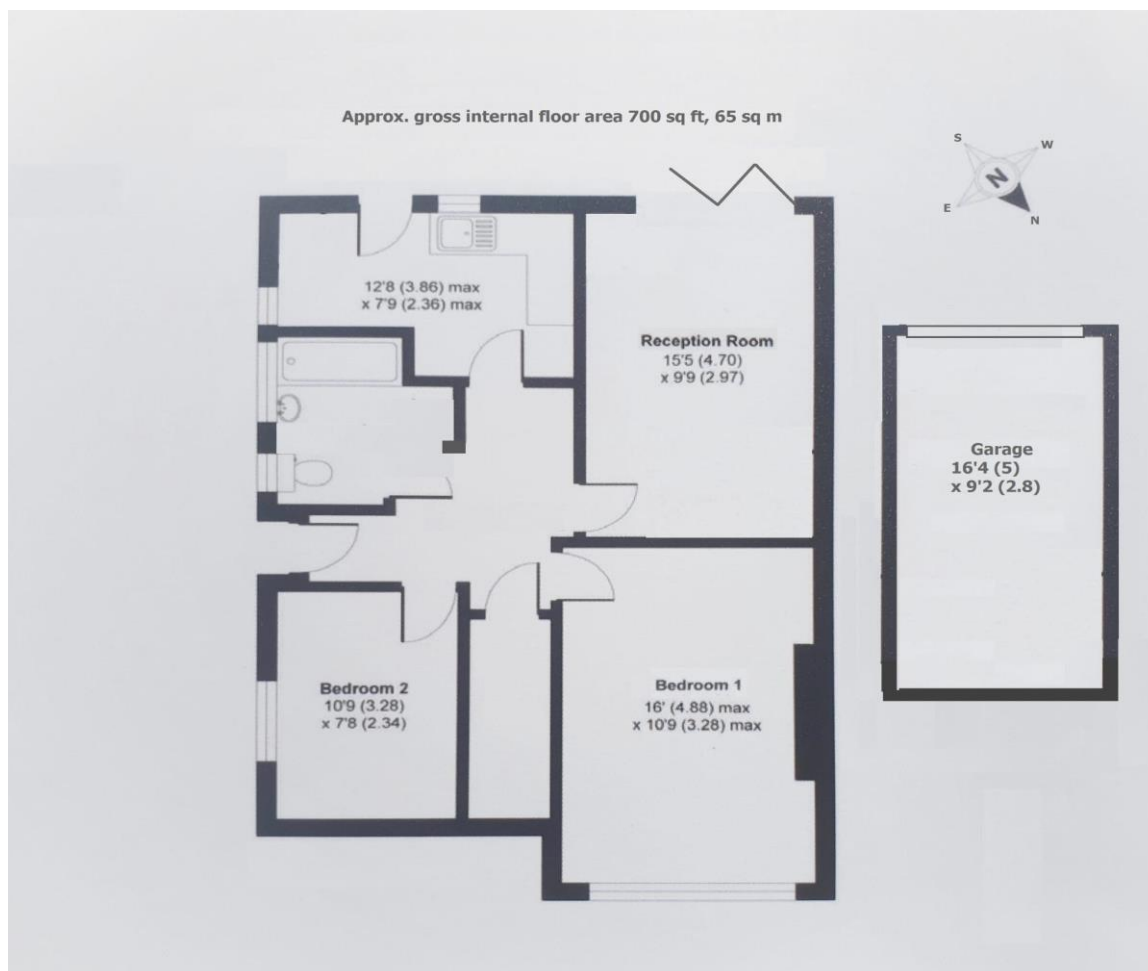 Approx. gross internal floor area 700 sq ft, 65 sq m
S
W
N
E
N
12'8 (3.86) max
x 7'9 (2.36) max
Reception Room
15'5 (4.70)
x 9'9 (2.97)
Garage
16'4 (5)
x 9'2 (2.8)
Bedroom 2
10'9 (3.28)
x 7'8 (2.34)
Bedroom 1
16' (4.88) max
x 10'9 (3.28) max